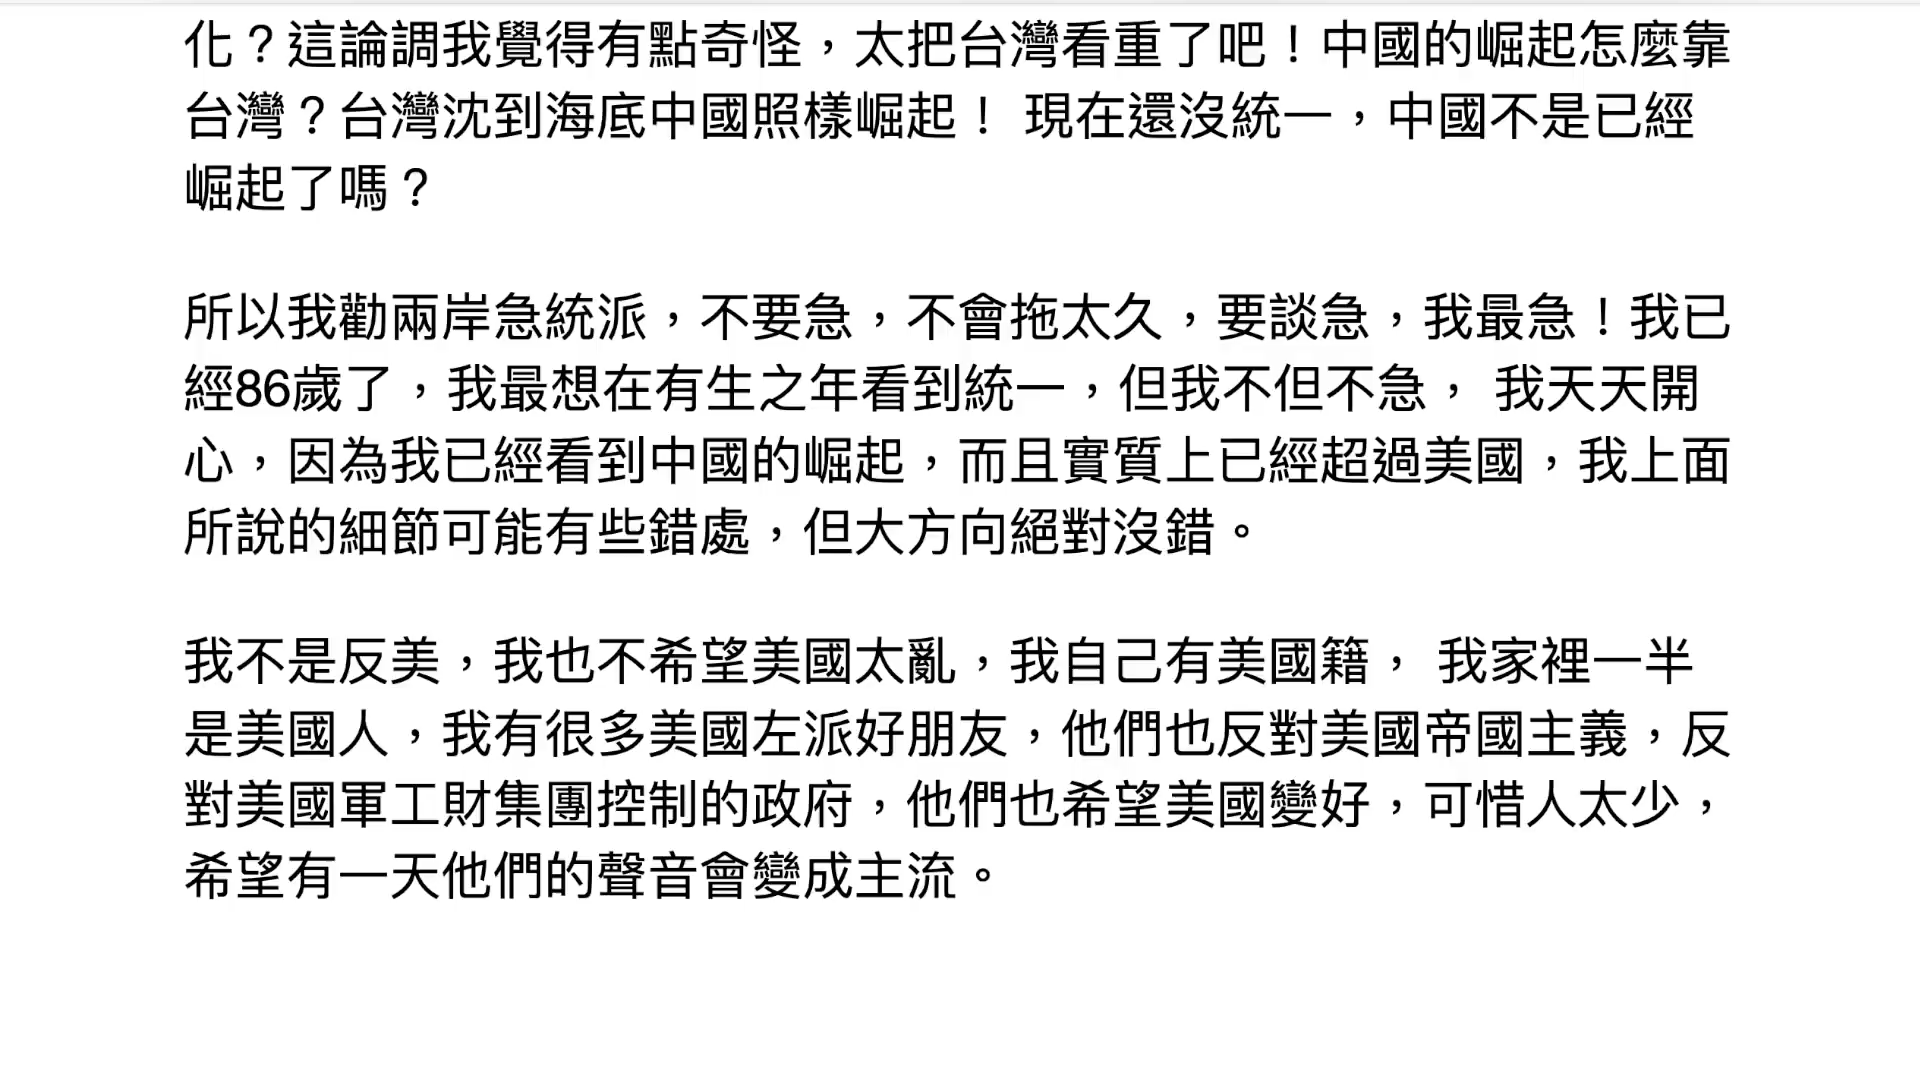 化？這論調我覺得有點奇怪，太把台灣看重了吧！中國的崛起怎麼靠
台灣？台灣沈到海底中國照樣崛起！ 現在還沒統一，中國不是已經
崛起了嗎？
所以我勸兩岸急統派，不要急，不會拖太久，要談急，我最急！我已
經86歲了，我最想在有生之年看到統一，但我不但不急， 我天天開
心，因為我已經看到中國的崛起，而且實質上已經超過美國，我上面
所說的細節可能有些錯處，但大方向絕對沒錯。
我不是反美，我也不希望美國太亂，我自己有美國籍， 我家裡一半
是美國人，我有很多美國左派好朋友，他們也反對美國帝國主義，反
對美國軍工財集團控制的政府，他們也希望美國變好，可惜人太少，
希望有一天他們的聲音會變成主流。